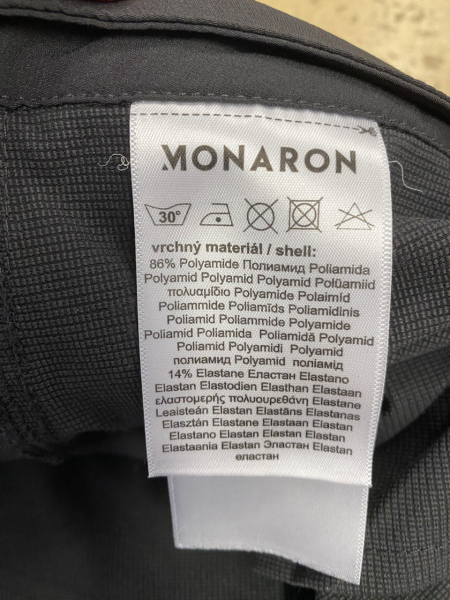 MONARON
30°
vrchný materiál / shell:
86% Polyamide Полиамид Poliamida
Polyamid Polyamid Polyamid Polüamiid
πολυαμίδιο Polyamide Polaimíd
Poliammide Poliamīds Poliamidinis
Poliamid Poliammide Polyamide
Poliamid Poliamida Poliamidă Polyamid
Poliamid Polyamidi Polyamid
полиамид Polyamid поліамід
14% Elastane Еластан Elastano
Elastan Elastodien Elasthan Elastaan
ελαστομερής πολυουρεθάνη Elastane
Leaisteán Elastan Elastāns Elastanas
Elasztán Elastane Elastaan Elastan
Elastano Elastan Elastan Elastan
Elastaania Elastan Эластан Elastan
еластан